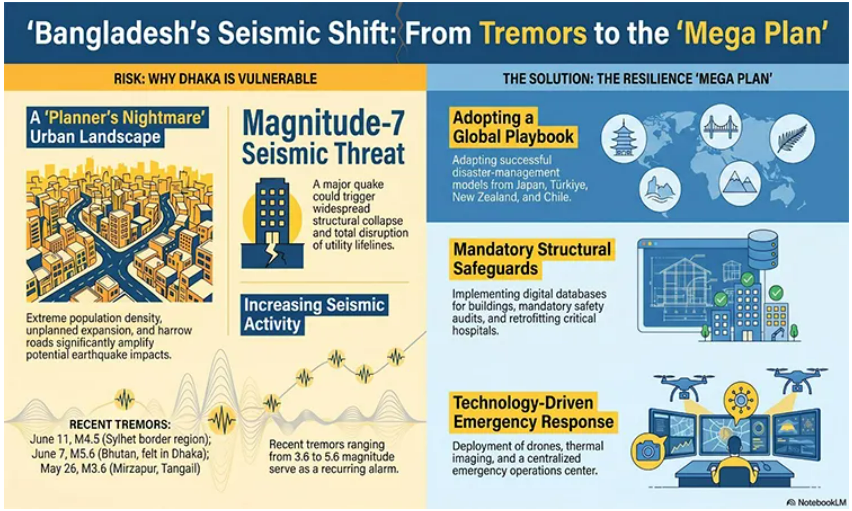 ‘Bangladesh’s Seismic Shift: From Tremors to the ‘Mega Plan’
RISK: WHY DHAKA IS VULNERABLE
A ‘Planner’s Nightmare’
Urban Landscape
Extreme population density,
unplanned expansion, and harrow
roads significantly amplify
potential earthquake impacts.
Magnitude-7
Seismic Threat
A major quake
could trigger
widespread
structural collapse
and total disruption
of utility lifelines.
Increasing Seismic
Activity
RECENT TREMORS:
June 11, M4.5 (Sylhet border region);
June 7, M5.6 (Bhutan, felt in Dhaka);
May 26, M3.6 (Mirzapur, Tangail)
Recent tremors ranging
from 3.6 to 5.6 magnitude
serve as a recurring alarm.
THE SOLUTION: THE RESILIENCE ‘MEGA PLAN’
Adopting a
Global Playbook
Adapting successful
disaster-management
models from Japan, Türkiye,
New Zealand, and Chile.
Mandatory Structural
Safeguards
Implementing digital databases
for buildings, mandatory safety
audits, and retrofitting critical
hospitals.
Technology-Driven
Emergency Response
Deployment of drones, thermal
imaging, and a centralized
emergency operations center.
NotebookLM